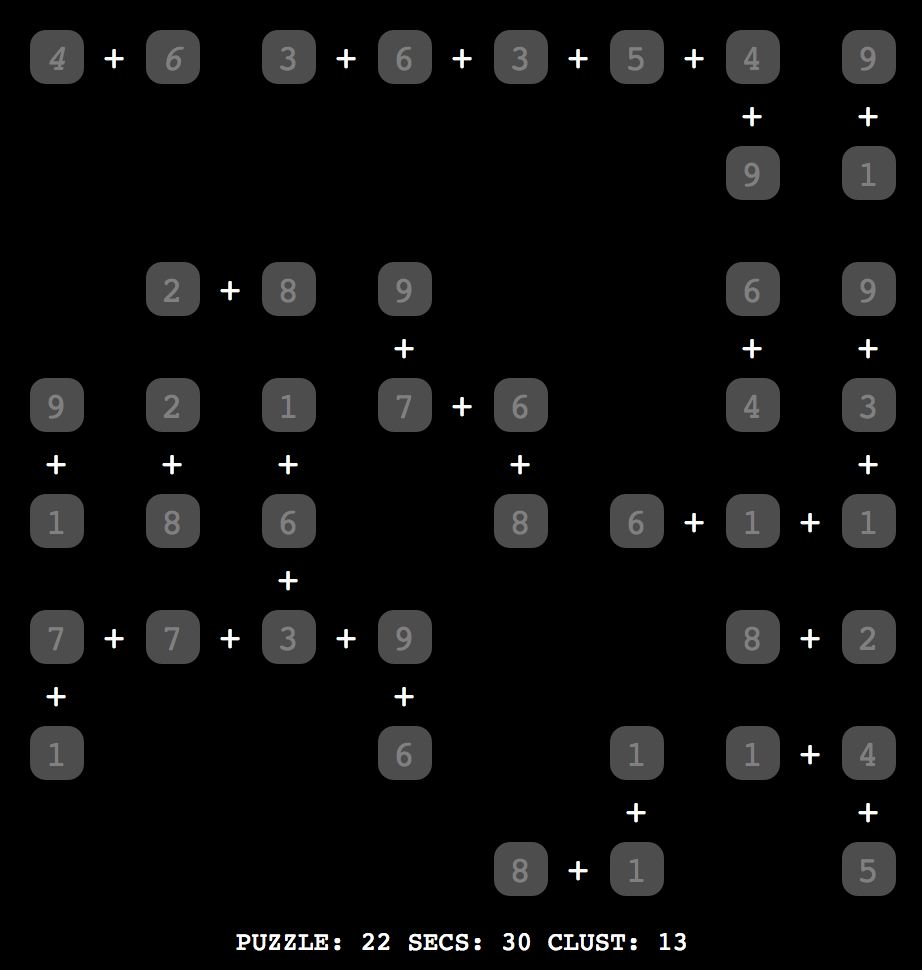 4 + 6 3 + 6 + 3 + 5 + 4 9
+ +
9 1
2 + 8 9 6 9
+ + +
9 2 1 7 + 6 4 3
+ + + + +
1 8 6 8 6 + 1 + 1
+
7 + 7 + 3 + 9 8 + 2
+ +
1 6 1 1 + 4
+ +
8 + 1 5
PUZZLE: 22 SECS: 30 CLUST: 13